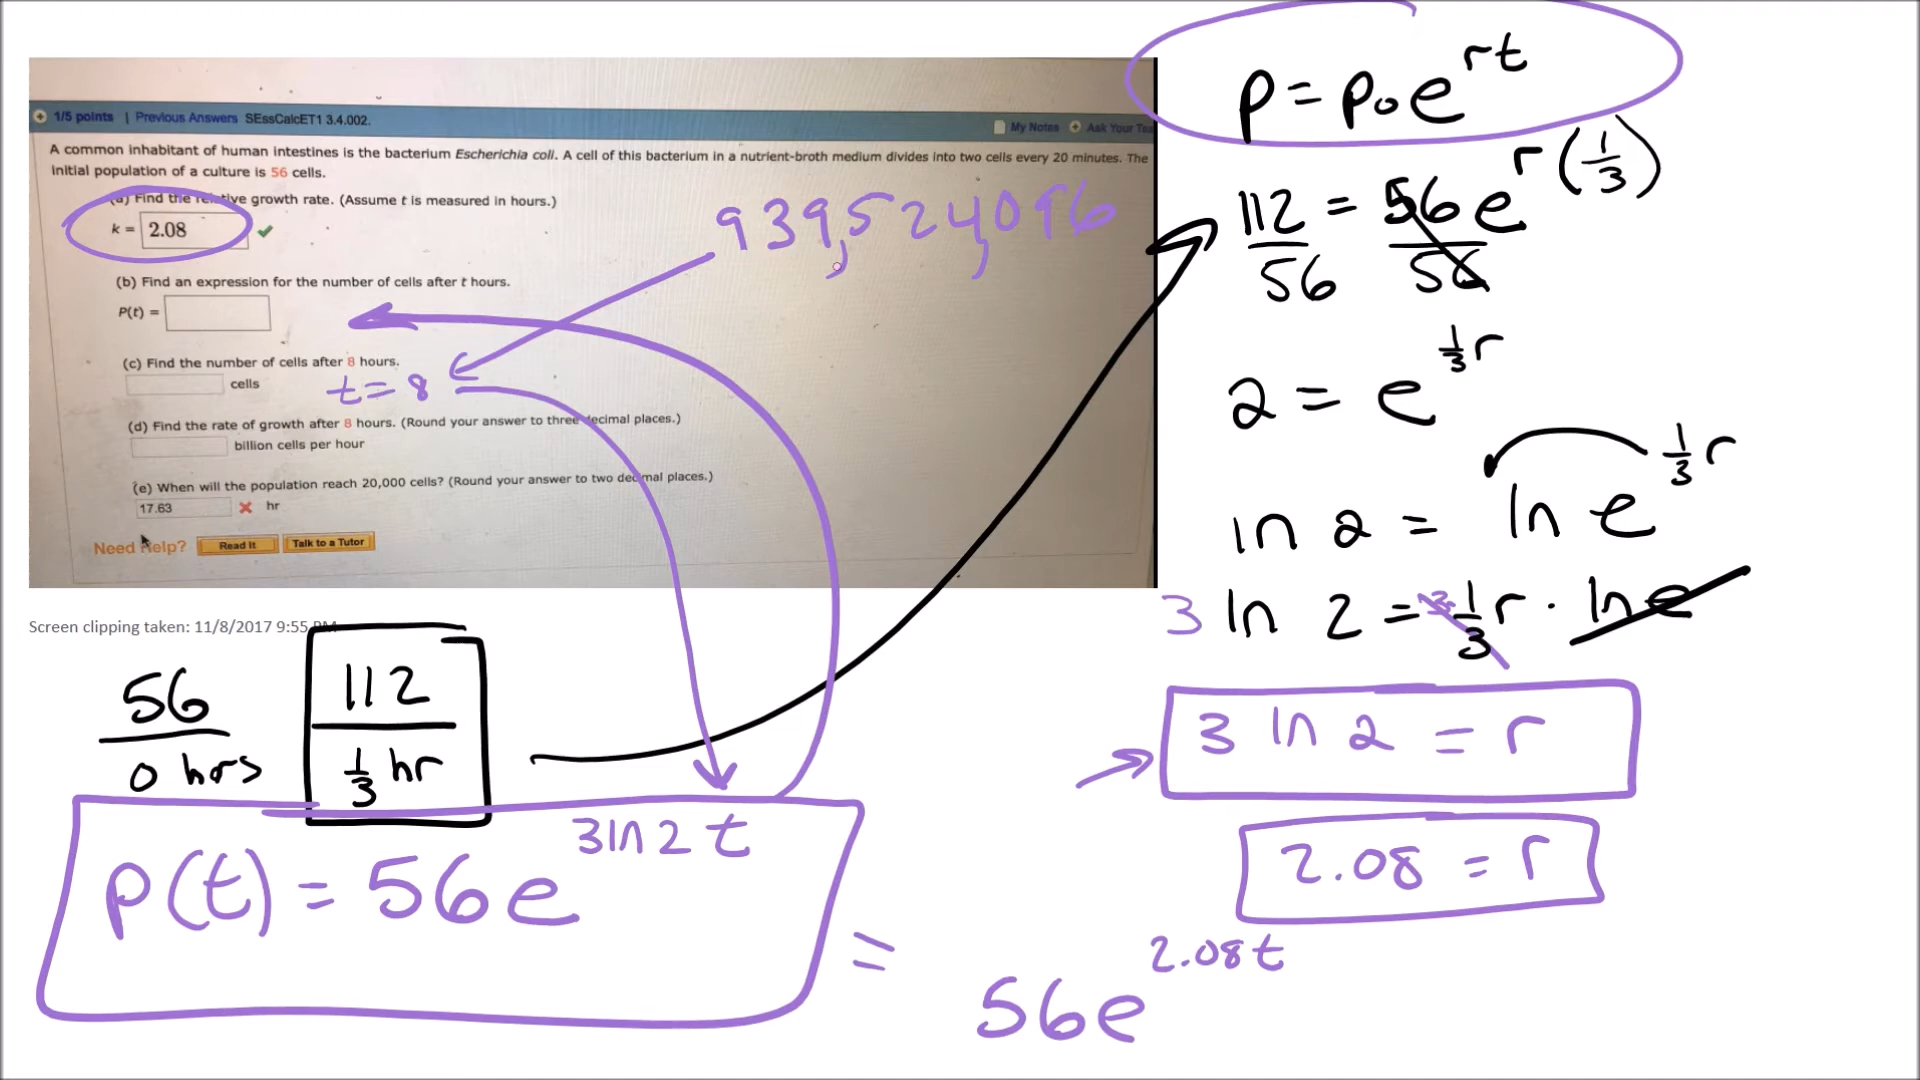 1/5 points | Previous Answers SEssCalcET1 3.4.002.
My Notes Ask Your Tea
A common inhabitant of human intestines is the bacterium Escherichia coli. A cell of this bacterium in a nutrient-broth medium divides into two cells every 20 minutes. The
initial population of a culture is 56 cells.
(a) Find the relative growth rate. (Assume t is measured in hours.)
k = 2.08
939,524,096
(b) Find an expression for the number of cells after t hours.
P(t) =
(c) Find the number of cells after 8 hours.
cells
t = 8
(d) Find the rate of growth after 8 hours. (Round your answer to three decimal places.)
billion cells per hour
(e) When will the population reach 20,000 cells? (Round your answer to two decimal places.)
17.63 hr
Need Help? Read It Talk to a Tutor
Screen clipping taken: 11/8/2017 9:55 PM
56
0 hrs
112
1/3 hr
P(t) = 56e^3ln2 t
= 56e^2.08t
P = P₀e^rt
112/56 = 56e^r(1/3)/56
2 = e^1/3 r
ln 2 = ln e^1/3 r
3 ln 2 = 3 1/3 r · ln e
3 ln 2 = r
2.08 = r